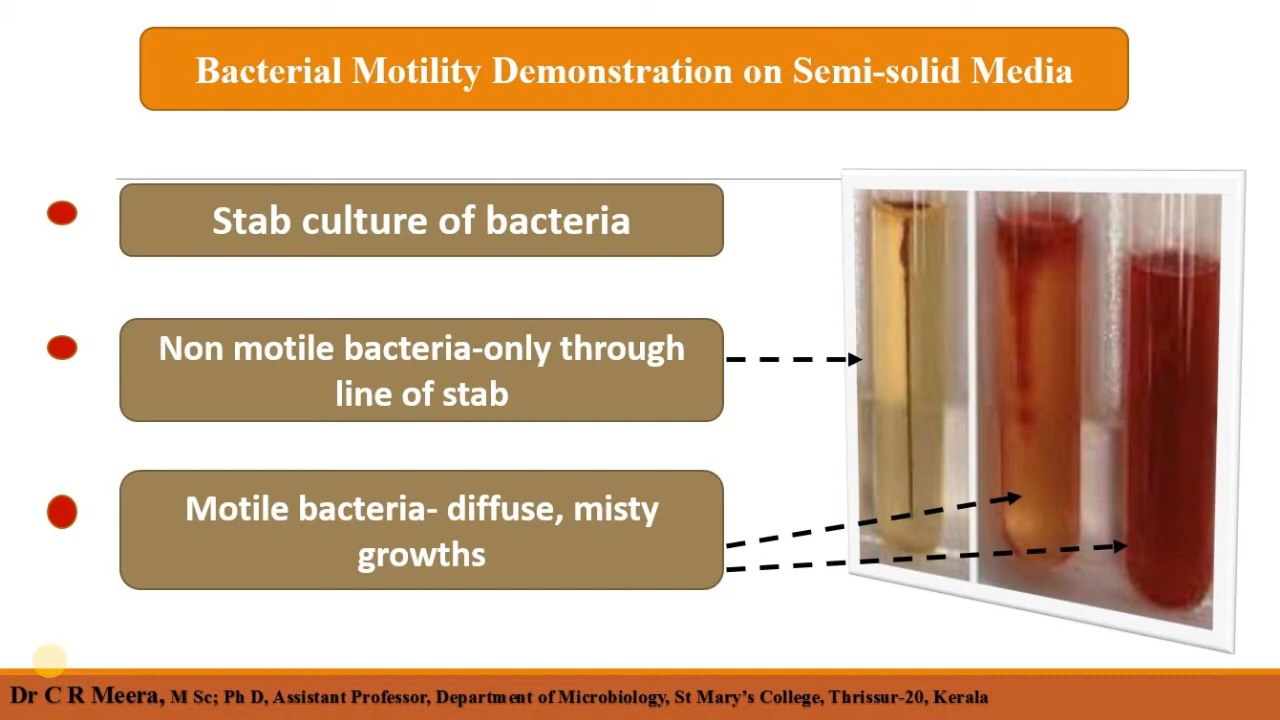 Bacterial Motility Demonstration on Semi-solid Media
Stab culture of bacteria
Non motile bacteria-only through
line of stab
Motile bacteria- diffuse, misty
growths
Dr C R Meera, M Sc; Ph D, Assistant Professor, Department of Microbiology, St Mary’s College, Thrissur-20, Kerala